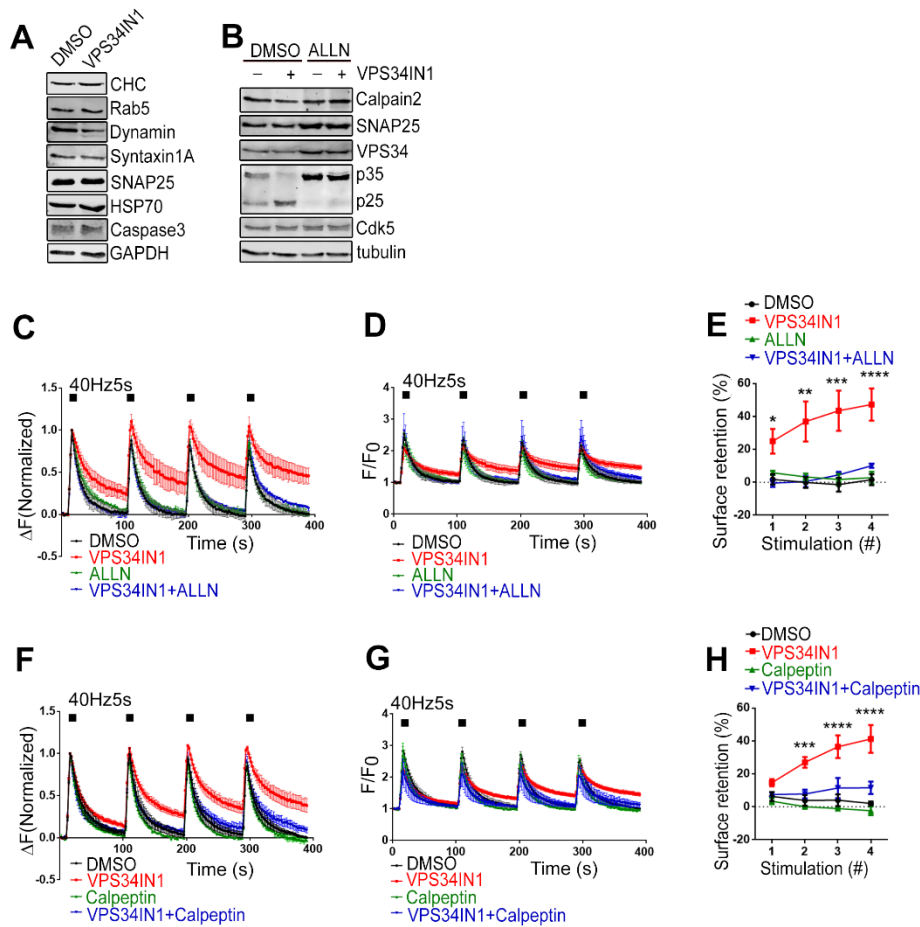 A
DMSO
VPS34IN1
CHC
Rab5
Dynamin
Syntaxin1A
SNAP25
HSP70
Caspase3
GAPDH
B
DMSO ALLN
− + − + VPS34IN1
Calpain2
SNAP25
VPS34
p35
p25
Cdk5
tubulin
C
40Hz5s
ΔF(Normalized)
1.5
1.0
0.5
0.0
-0.5
100 200 300 400
Time (s)
DMSO
VPS34IN1
ALLN
VPS34IN1+ALLN
D
40Hz5s
F/F0
4
3
2
1
0
0 100 200 300 400
Time (s)
DMSO
VPS34IN1
ALLN
VPS34IN1+ALLN
E
DMSO
VPS34IN1
ALLN
VPS34IN1+ALLN
Surface retention (%)
60
40
20
0
-20
* ** *** ****
1 2 3 4
Stimulation (#)
F
40Hz5s
ΔF(Normalized)
1.5
1.0
0.5
0.0
-0.5
100 200 300 400
Time (s)
DMSO
VPS34IN1
Calpeptin
VPS34IN1+Calpeptin
G
40Hz5s
F/F0
4
3
2
1
0
0 100 200 300 400
Time (s)
DMSO
VPS34IN1
Calpeptin
VPS34IN1+Calpeptin
H
DMSO
VPS34IN1
Calpeptin
VPS34IN1+Calpeptin
Surface retention (%)
60
40
20
0
-20
*** **** ****
1 2 3 4
Stimulation (#)